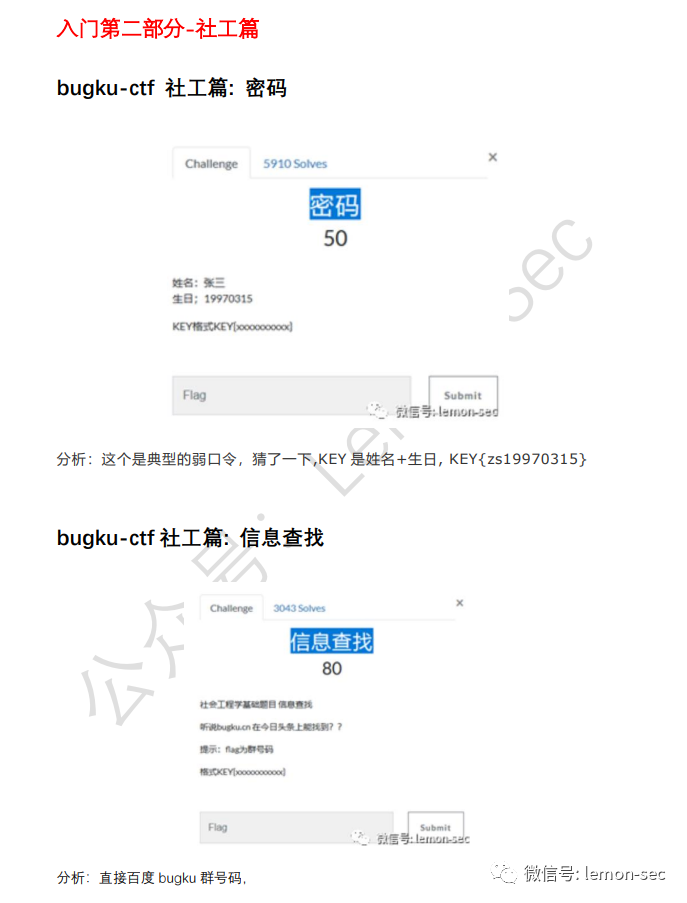 入门第二部分-社工篇
bugku-ctf 社工篇: 密码
Challenge
5910 Solves
×
密码
50
姓名：张三
生日；19970315
KEY格式KEY{xxxxxxxxxx}
Flag
Submit
微信号: lemon-sec
分析：这个是典型的弱口令，猜了一下,KEY 是姓名+生日, KEY{zs19970315}
bugku-ctf 社工篇: 信息查找
Challenge
3043 Solves
×
信息查找
80
社会工程学基础题目 信息查找
听说bugku.cn 在今日头条上能找到？？
提示：flag为群号码
格式KEY{xxxxxxxxxxx}
Flag
Submit
微信号: lemon-sec
分析：直接百度 bugku 群号码,
微信号: lemon-sec
公众号：Lemon Sec